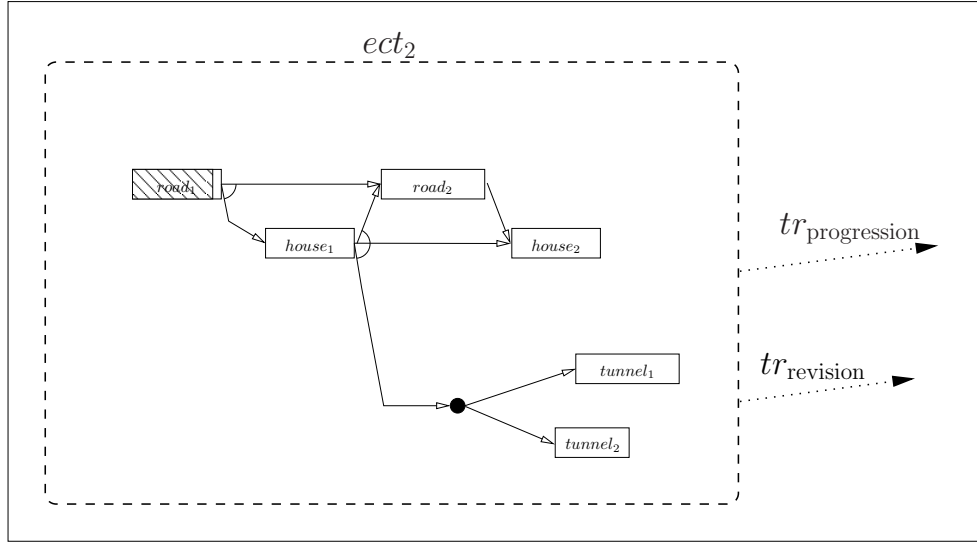 ect₂
road₁
road₂
house₁
house₂
tr_progression
tunnel₁
tr_revision
tunnel₂